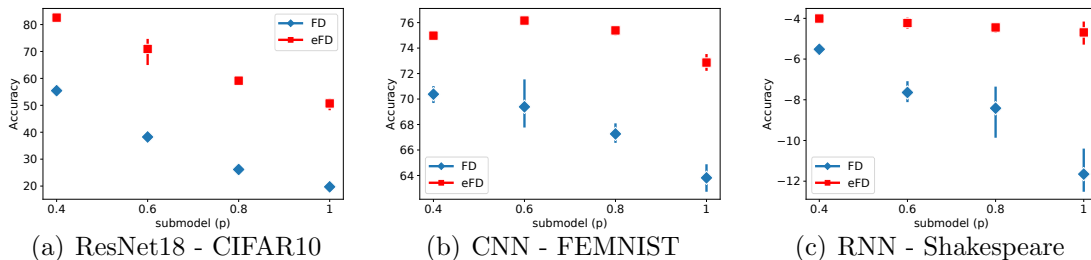 80
70
60
50
40
30
20
Accuracy
FD
eFD
0.4 0.6 0.8 1
submodel (p)
(a) ResNet18 - CIFAR10
76
74
72
70
68
66
64
Accuracy
FD
eFD
0.4 0.6 0.8 1
submodel (p)
(b) CNN - FEMNIST
−4
−6
−8
−10
−12
Accuracy
FD
eFD
0.4 0.6 0.8 1
submodel (p)
(c) RNN - Shakespeare